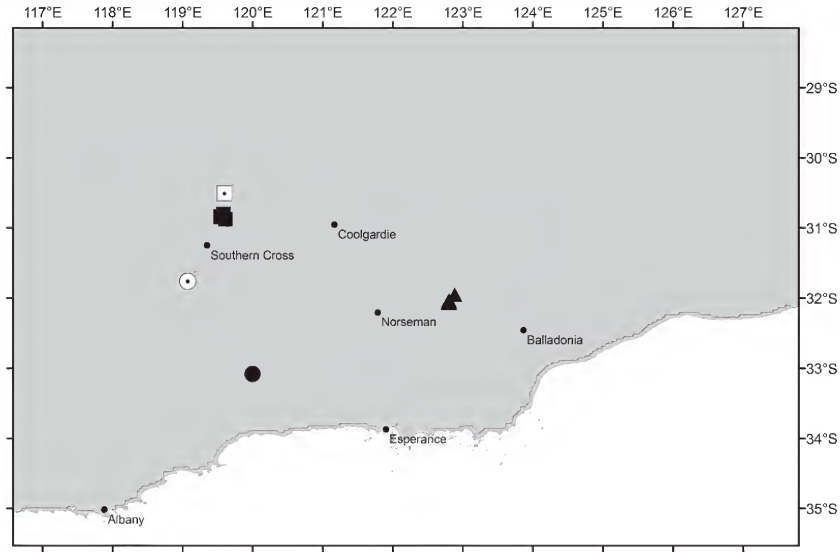 117°E 118°E 119°E 120°E 121°E 122°E 123°E 124°E 125°E 126°E 127°E
29°S
30°S
31°S
Coolgardie
Southern Cross
32°S
Norseman
Balladonia
33°S
34°S
Esperance
35°S
Albany